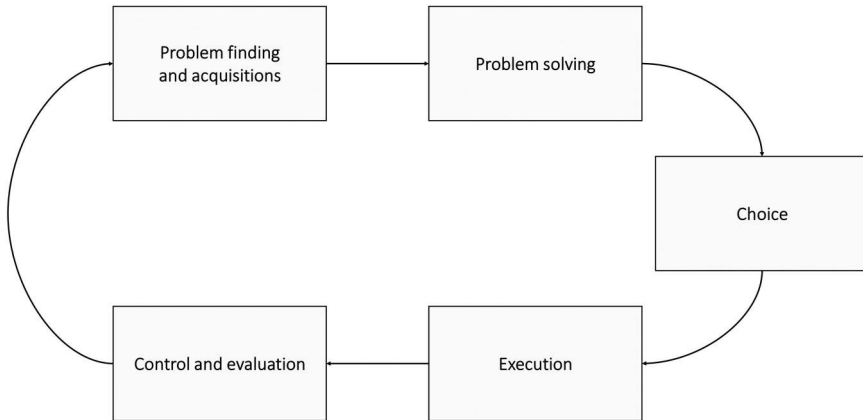 Problem finding
and acquisitions
Problem solving
Choice
Execution
Control and evaluation